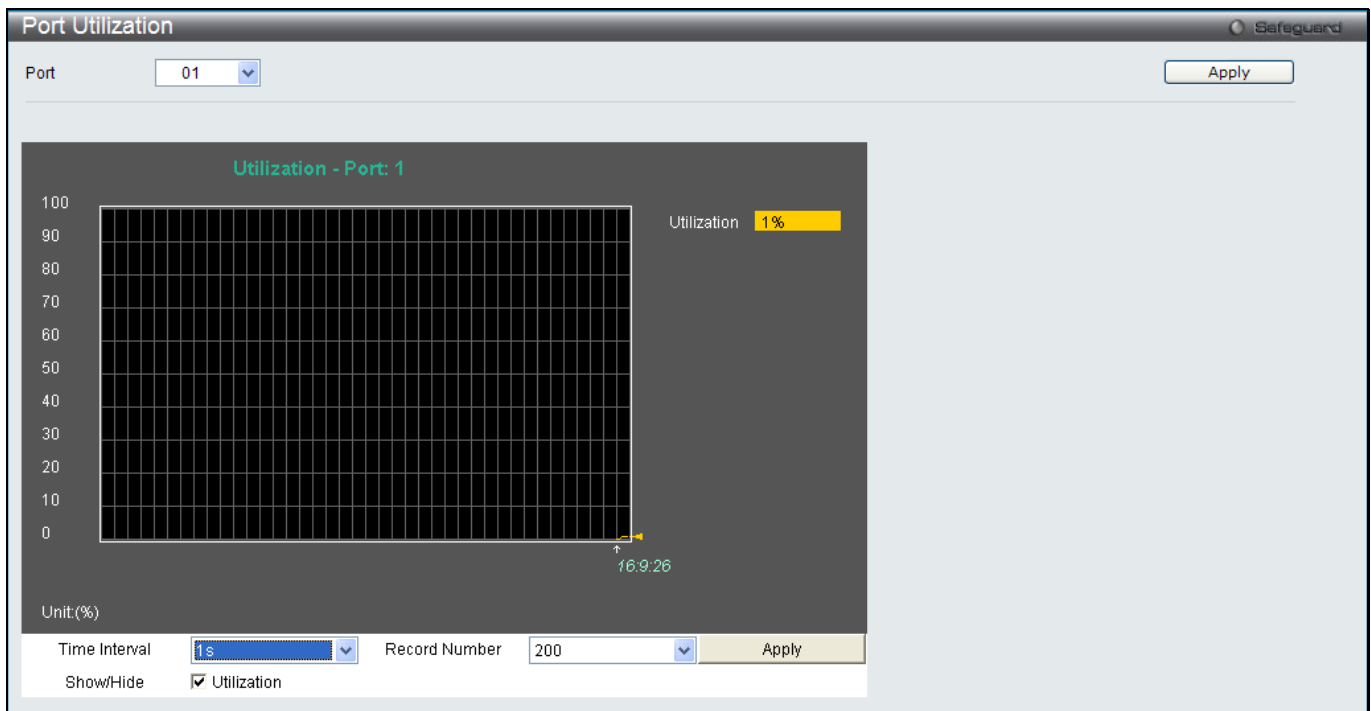 Port Utilization
Safeguard
Port 01 Apply
Utilization - Port: 1
100
90
80
70
60
50
40
30
20
10
0
Utilization 1%
16:9:26
Unit:(%)
Time Interval 1s Record Number 200 Apply
Show/Hide Utilization